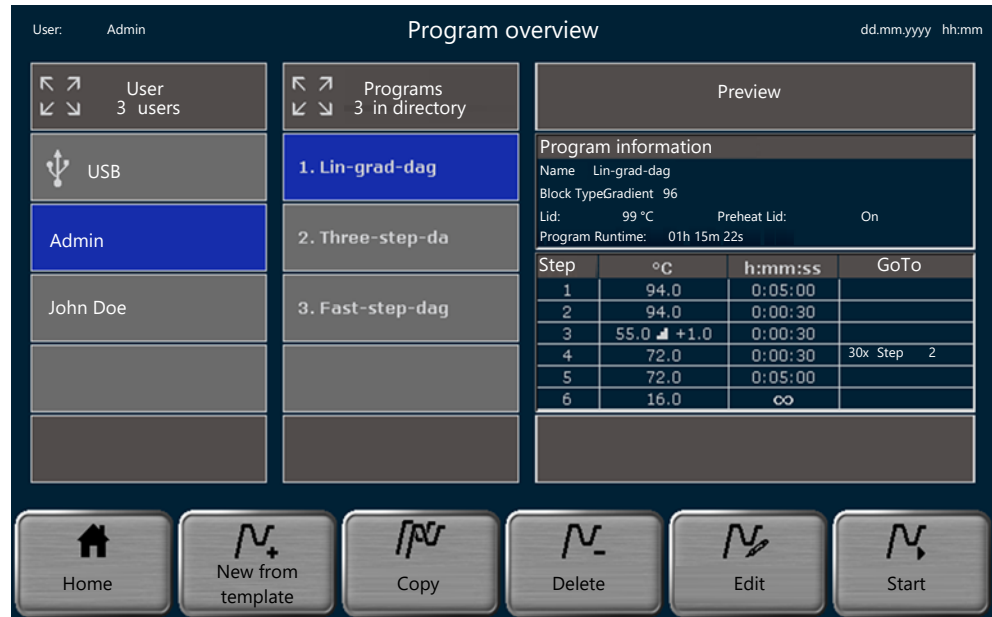 User: Admin
Program overview
dd.mm.yyyy hh:mm
User
3 users
Programs
3 in directory
Preview
USB
Admin
John Doe
1. Lin-grad-dag
2. Three-step-da
3. Fast-step-dag
Program information
Name Lin-grad-dag
Block TypeGradient 96
Lid: 99 °C Preheat Lid: On
Program Runtime: 01h 15m 22s
Step °C h:mm:ss GoTo
1 94.0 0:05:00
2 94.0 0:00:30
3 55.0 +1.0 0:00:30
4 72.0 0:00:30 30x Step 2
5 72.0 0:05:00
6 16.0 ∞
Home
New from
template
Copy
Delete
Edit
Start